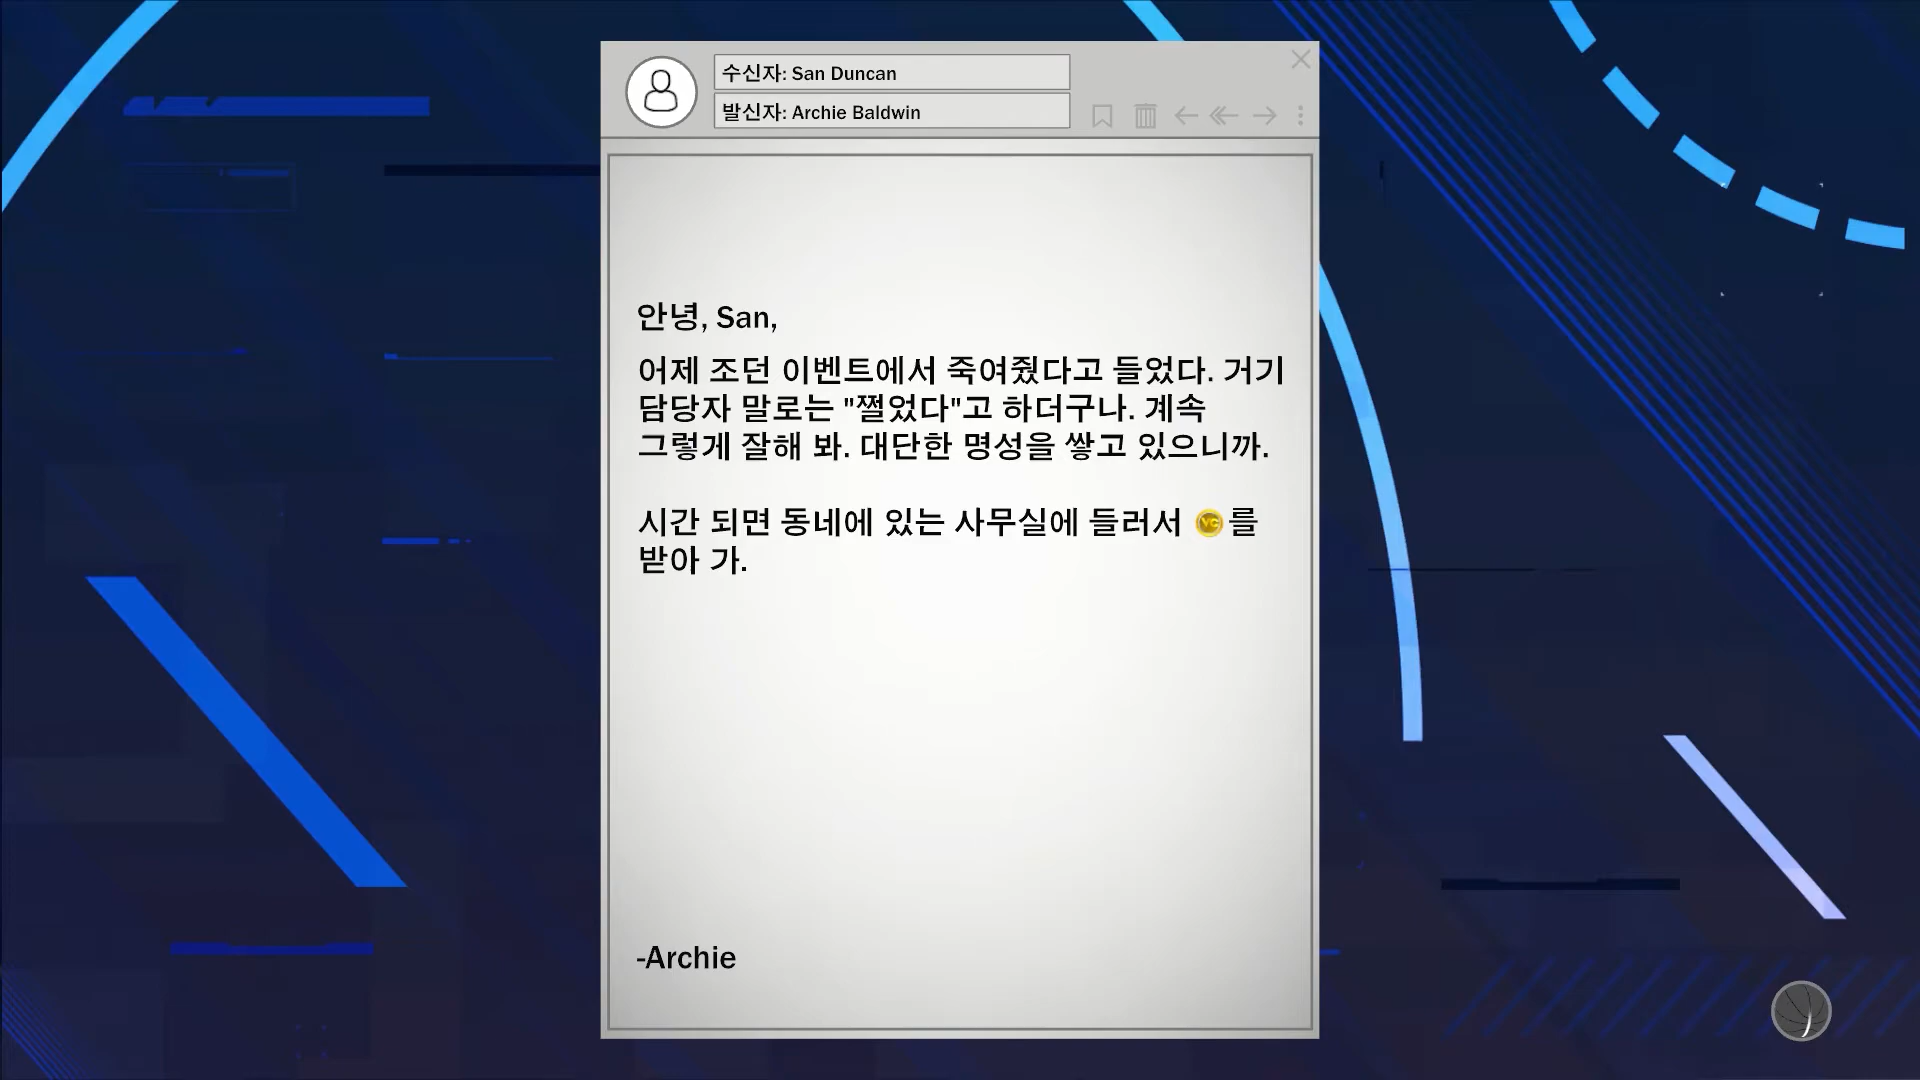 수신자: San Duncan
발신자: Archie Baldwin
안녕, San,
어제 조던 이벤트에서 죽여줬다고 들었다. 거기
담당자 말로는 "쩔었다"고 하더구나. 계속
그렇게 잘해 봐. 대단한 명성을 쌓고 있으니까.
시간 되면 동네에 있는 사무실에 들러서 VC를
받아 가.
-Archie